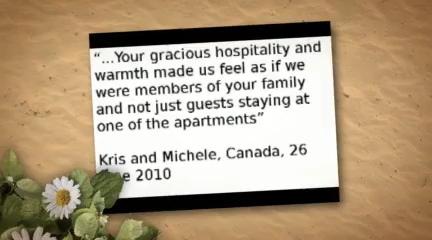 “...Your gracious hospitality and
warmth made us feel as if we
were members of your family
and not just guests staying at
one of the apartments”
Kris and Michele, Canada, 26
2010